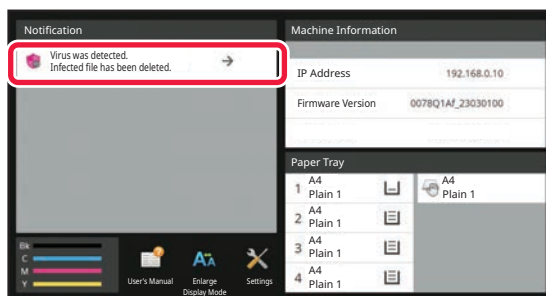 Notification
Virus was detected.
Infected file has been deleted.
Machine Information
IP Address 192.168.0.10
Firmware Version 0078Q1Af_23030100
Paper Tray
1 A4
Plain 1
A4
Plain 1
2 A4
Plain 1
3 A4
Plain 1
4 A4
Plain 1
Bk
C
M
Y
User's Manual
Enlarge
Display Mode
Settings